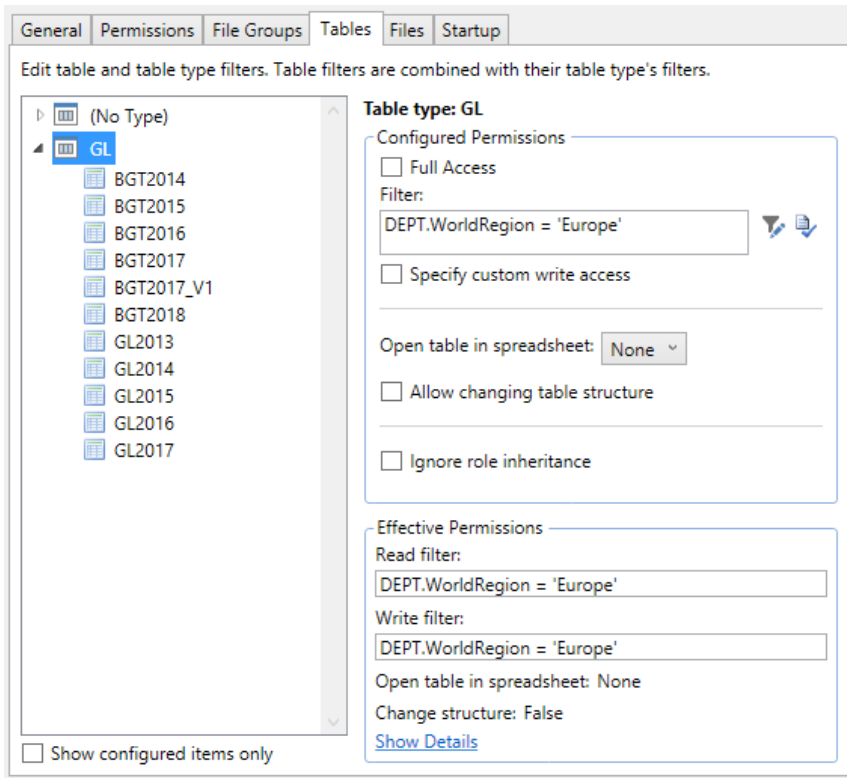 General Permissions File Groups Tables Files Startup
Edit table and table type filters. Table filters are combined with their table type's filters.
(No Type)
GL
BGT2014
BGT2015
BGT2016
BGT2017
BGT2017_V1
BGT2018
GL2013
GL2014
GL2015
GL2016
GL2017
Show configured items only
Table type: GL
Configured Permissions
Full Access
Filter:
DEPT.WorldRegion = 'Europe'
Specify custom write access
Open table in spreadsheet: None
Allow changing table structure
Ignore role inheritance
Effective Permissions
Read filter:
DEPT.WorldRegion = 'Europe'
Write filter:
DEPT.WorldRegion = 'Europe'
Open table in spreadsheet: None
Change structure: False
Show Details